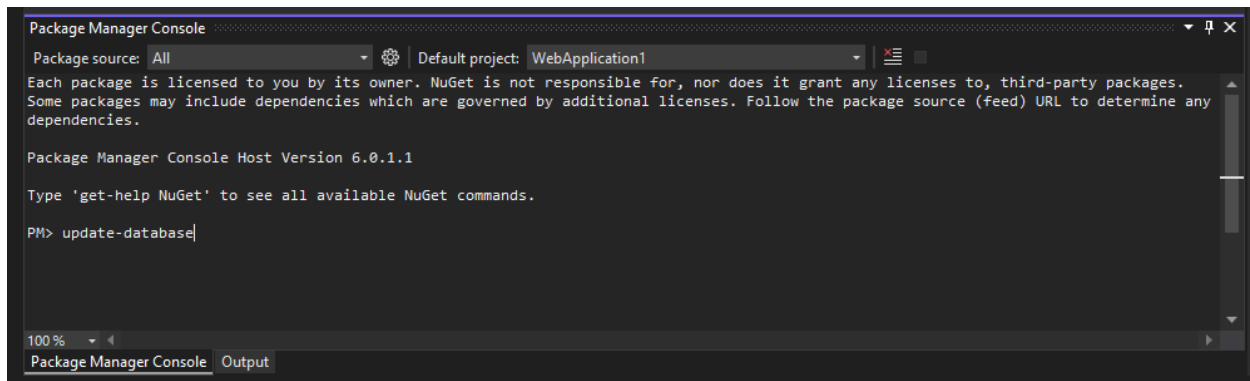 Package Manager Console
Package source: All Default project: WebApplication1
Each package is licensed to you by its owner. NuGet is not responsible for, nor does it grant any licenses to, third-party packages.
Some packages may include dependencies which are governed by additional licenses. Follow the package source (feed) URL to determine any
dependencies.
Package Manager Console Host Version 6.0.1.1
Type 'get-help NuGet' to see all available NuGet commands.
PM> update-database
100 %
Package Manager Console Output